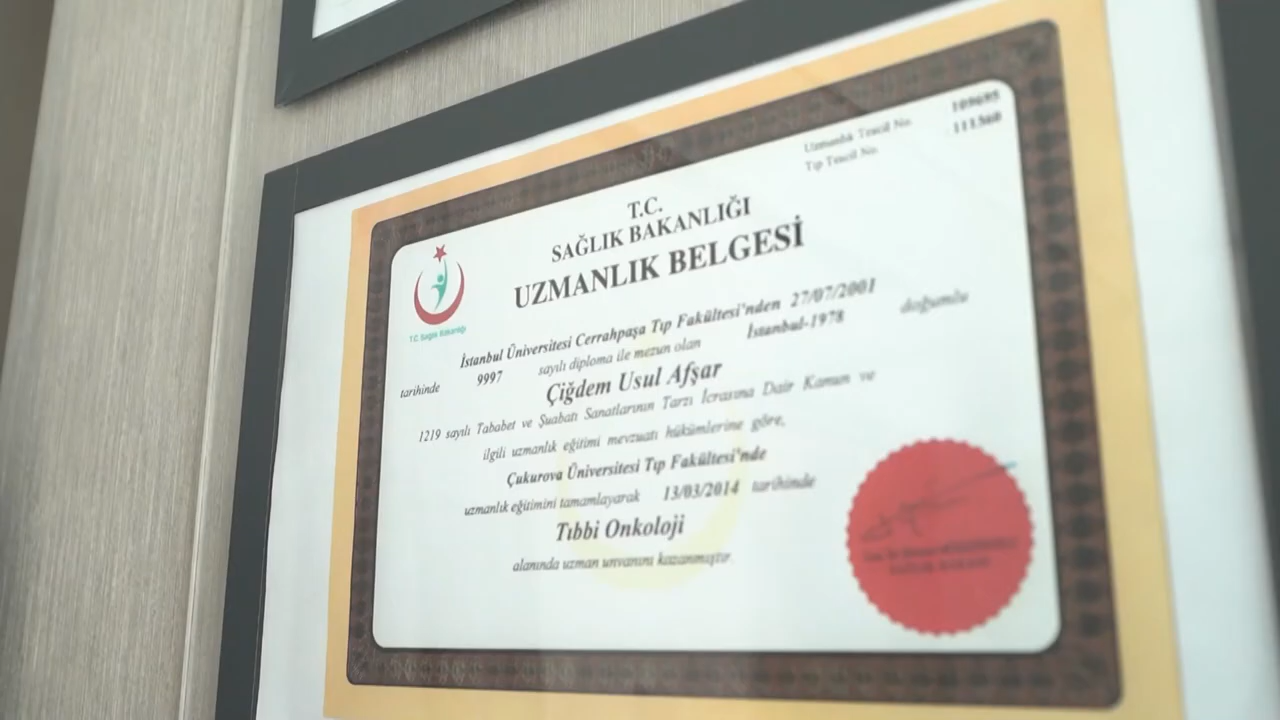 Uzmanlık Tescil No. 109695
Tıp Tescil No. 111360
T.C.
SAĞLIK BAKANLIĞI
UZMANLIK BELGESİ
T.C. Sağlık Bakanlığı
İstanbul Üniversitesi Cerrahpaşa Tıp Fakültesi'nden 27/07/2001
tarihinde 9997 sayılı diploma ile mezun olan İstanbul-1978 doğumlu
Çiğdem Usul Afşar
1219 sayılı Tababet ve Şuabatı Sanatlarının Tarzı İcrasına Dair Kanun ve
ilgili uzmanlık eğitimi mevzuatı hükümlerine göre,
Çukurova Üniversitesi Tıp Fakültesi'nde
uzmanlık eğitimini tamamlayarak 13/03/2014 tarihinde
Tıbbi Onkoloji
alanında uzman unvanını kazanmıştır.